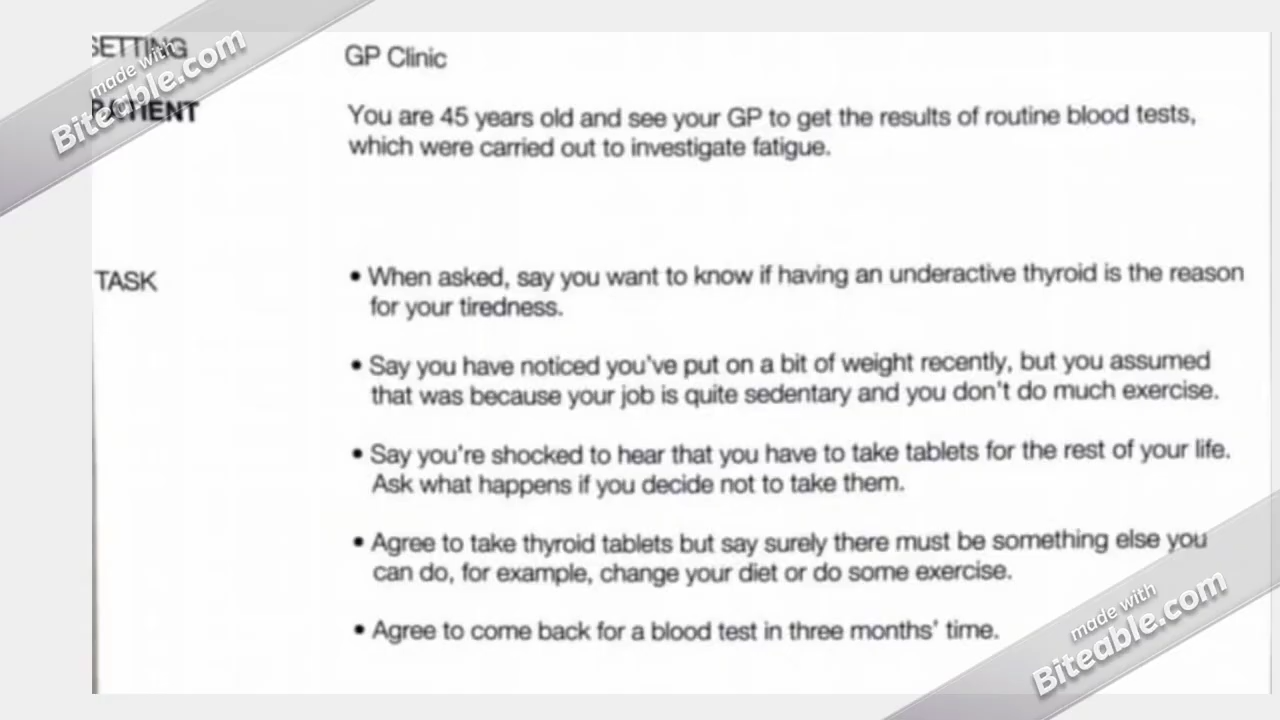 SETTING
GP Clinic
made with
Biteable.com
PATIENT
You are 45 years old and see your GP to get the results of routine blood tests,
which were carried out to investigate fatigue.
TASK
• When asked, say you want to know if having an underactive thyroid is the reason
for your tiredness.
• Say you have noticed you've put on a bit of weight recently, but you assumed
that was because your job is quite sedentary and you don't do much exercise.
• Say you're shocked to hear that you have to take tablets for the rest of your life.
Ask what happens if you decide not to take them.
• Agree to take thyroid tablets but say surely there must be something else you
can do, for example, change your diet or do some exercise.
• Agree to come back for a blood test in three months' time.
made with
Biteable.com